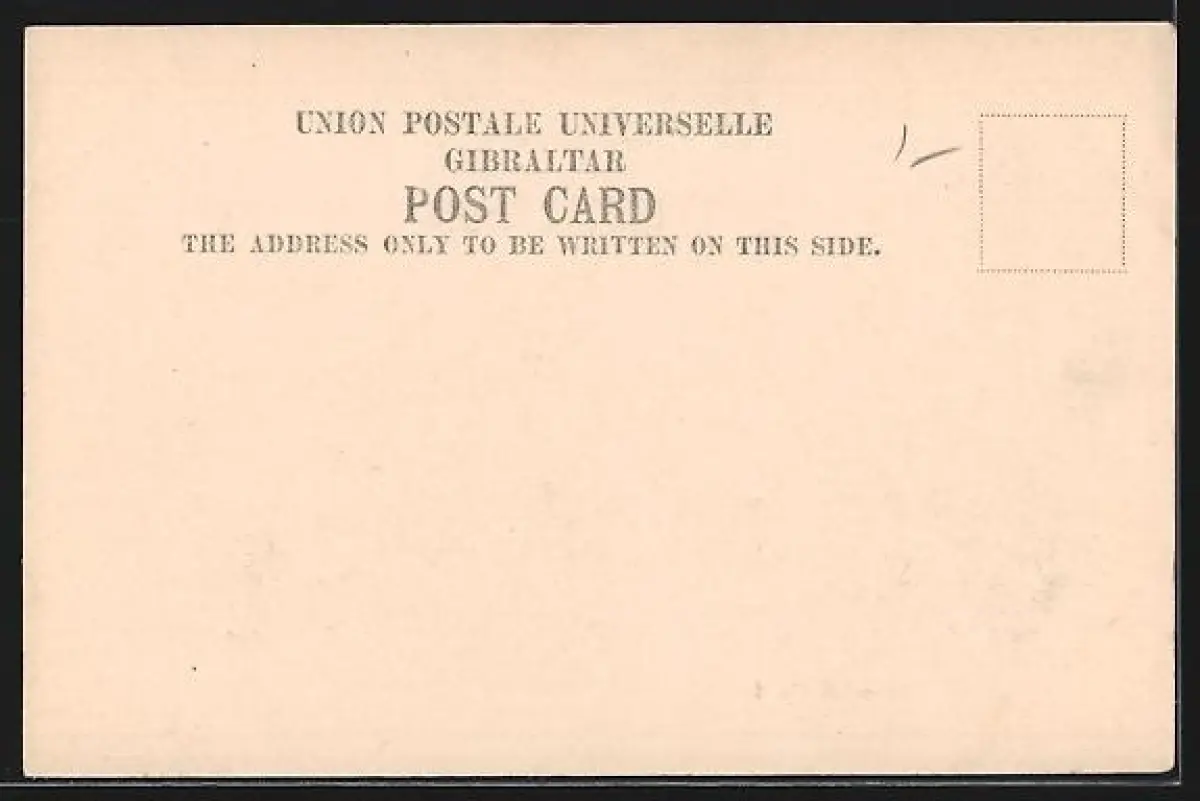 UNION POSTALE UNIVERSELLE
GIBRALTAR
POST CARD
THE ADDRESS ONLY TO BE WRITTEN ON THIS SIDE.